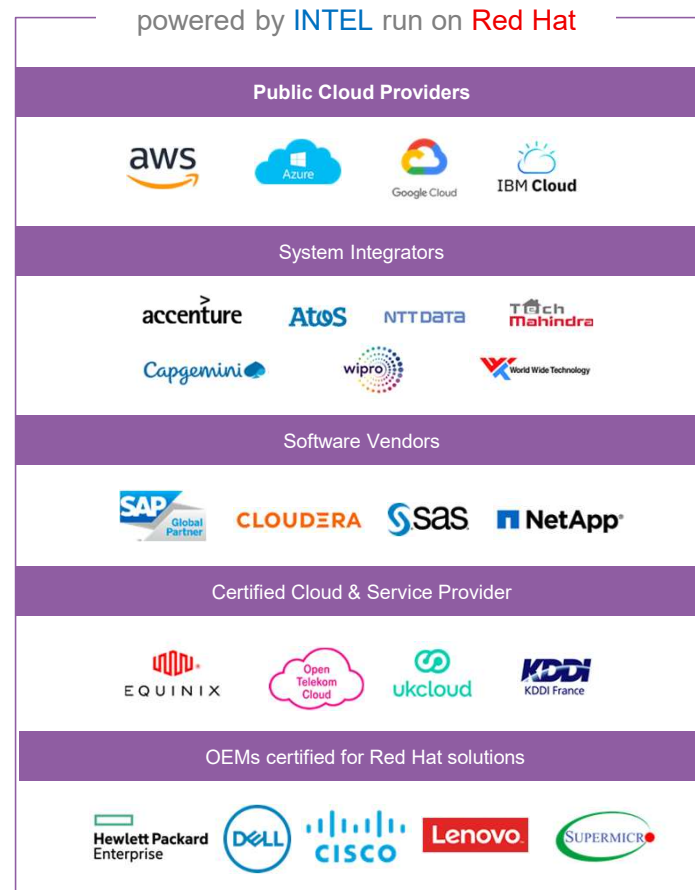 powered by INTEL run on Red Hat
Public Cloud Providers
aws
Azure
Google Cloud
IBM Cloud
System Integrators
accenture
Atos
NTT DATA
Tech
Mahindra
Capgemini
wipro
World Wide Technology
Software Vendors
SAP
Global
Partner
CLOUDERA
sas
NetApp
Certified Cloud & Service Provider
EQUINIX
Open
Telekom
Cloud
ukcloud
KDDI
KDDI France
OEMs certified for Red Hat solutions
Hewlett Packard
Enterprise
DELL
CISCO
Lenovo
SUPERMICR